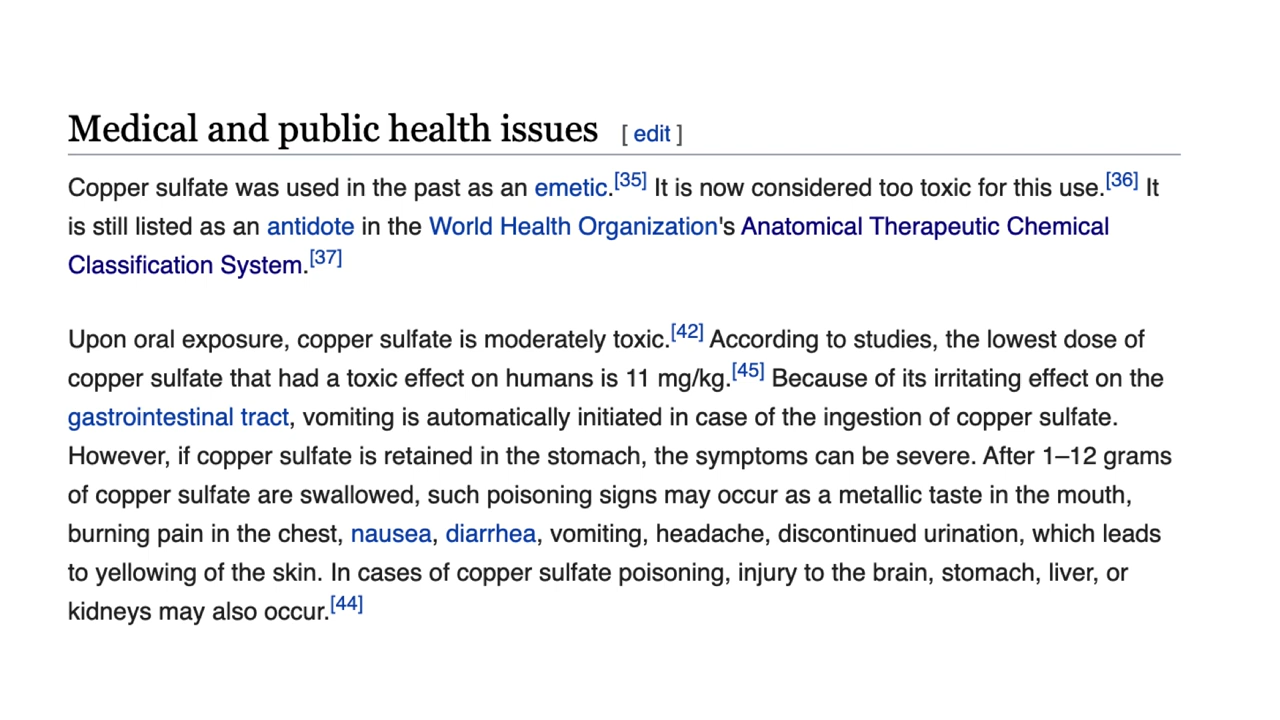 Medical and public health issues [ edit ]
Copper sulfate was used in the past as an emetic.[35] It is now considered too toxic for this use.[36] It
is still listed as an antidote in the World Health Organization's Anatomical Therapeutic Chemical
Classification System.[37]
Upon oral exposure, copper sulfate is moderately toxic.[42] According to studies, the lowest dose of
copper sulfate that had a toxic effect on humans is 11 mg/kg.[45] Because of its irritating effect on the
gastrointestinal tract, vomiting is automatically initiated in case of the ingestion of copper sulfate.
However, if copper sulfate is retained in the stomach, the symptoms can be severe. After 1–12 grams
of copper sulfate are swallowed, such poisoning signs may occur as a metallic taste in the mouth,
burning pain in the chest, nausea, diarrhea, vomiting, headache, discontinued urination, which leads
to yellowing of the skin. In cases of copper sulfate poisoning, injury to the brain, stomach, liver, or
kidneys may also occur.[44]